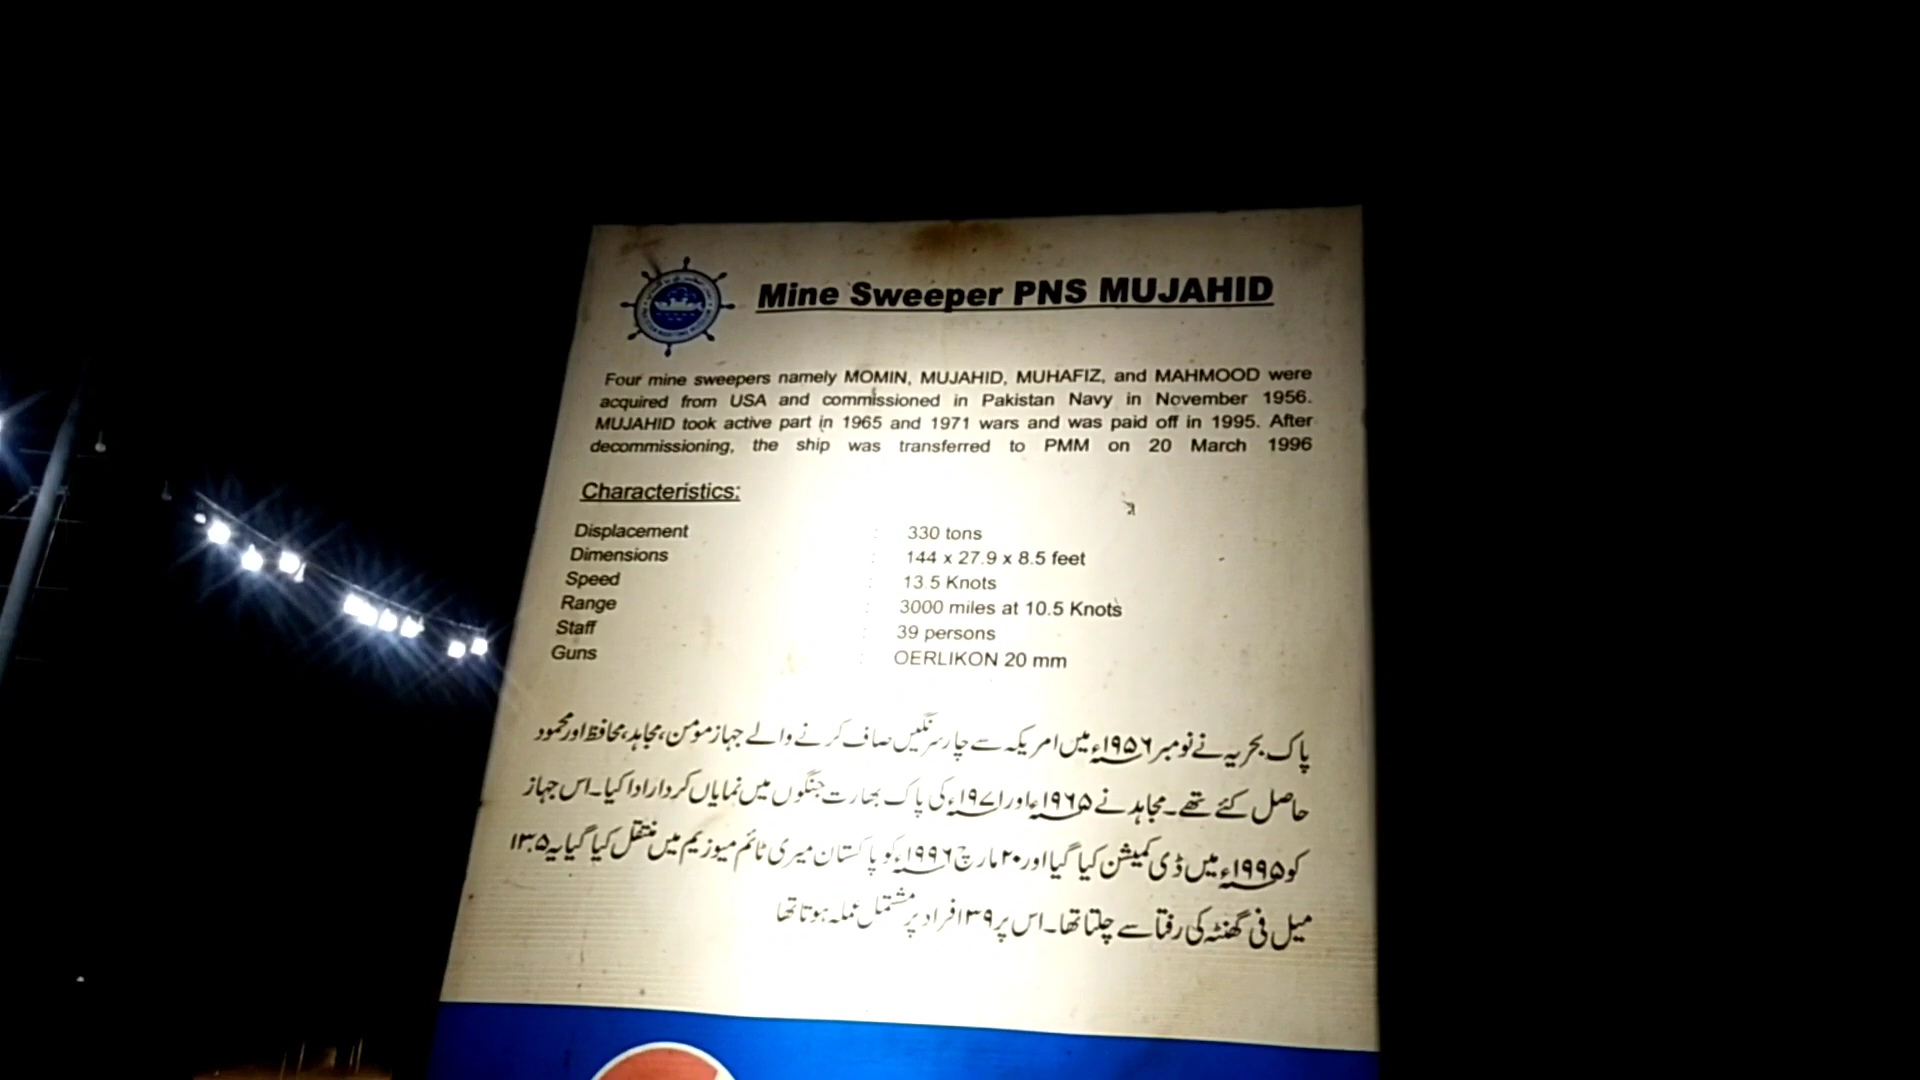 Mine Sweeper PNS MUJAHID
Four mine sweepers namely MOMIN, MUJAHID, MUHAFIZ, and MAHMOOD were
acquired from USA and commissioned in Pakistan Navy in November 1956.
MUJAHID took active part in 1965 and 1971 wars and was paid off in 1995. After
decommissioning, the ship was transferred to PMM on 20 March 1996
Characteristics:
Displacement : 330 tons
Dimensions : 144 x 27.9 x 8.5 feet
Speed : 13.5 Knots
Range : 3000 miles at 10.5 Knots
Staff : 39 persons
Guns : OERLIKON 20 mm
پاک بحریہ نے نومبر ۱۹۵۶ء میں امریکہ سے چار سرنگیں صاف کرنے والے جہاز مومن، مجاہد، محافظ اور محمود
حاصل کئے تھے۔ مجاہد نے ۱۹۶۵ء اور ۱۹۷۱ء کی پاک بھارت جنگوں میں نمایاں کردار ادا کیا۔ اس جہاز
کو ۱۹۹۵ء میں ڈی کمیشن کیا گیا اور ۲۰ مارچ ۱۹۹۶ء کو پاکستان میری ٹائم میوزیم میں منتقل کیا گیا یہ ۱۳.۵
میل فی گھنٹہ کی رفتا سے چلتا تھا۔ اس پر ۳۹ افراد پر مشتمل عملہ ہوتا تھا